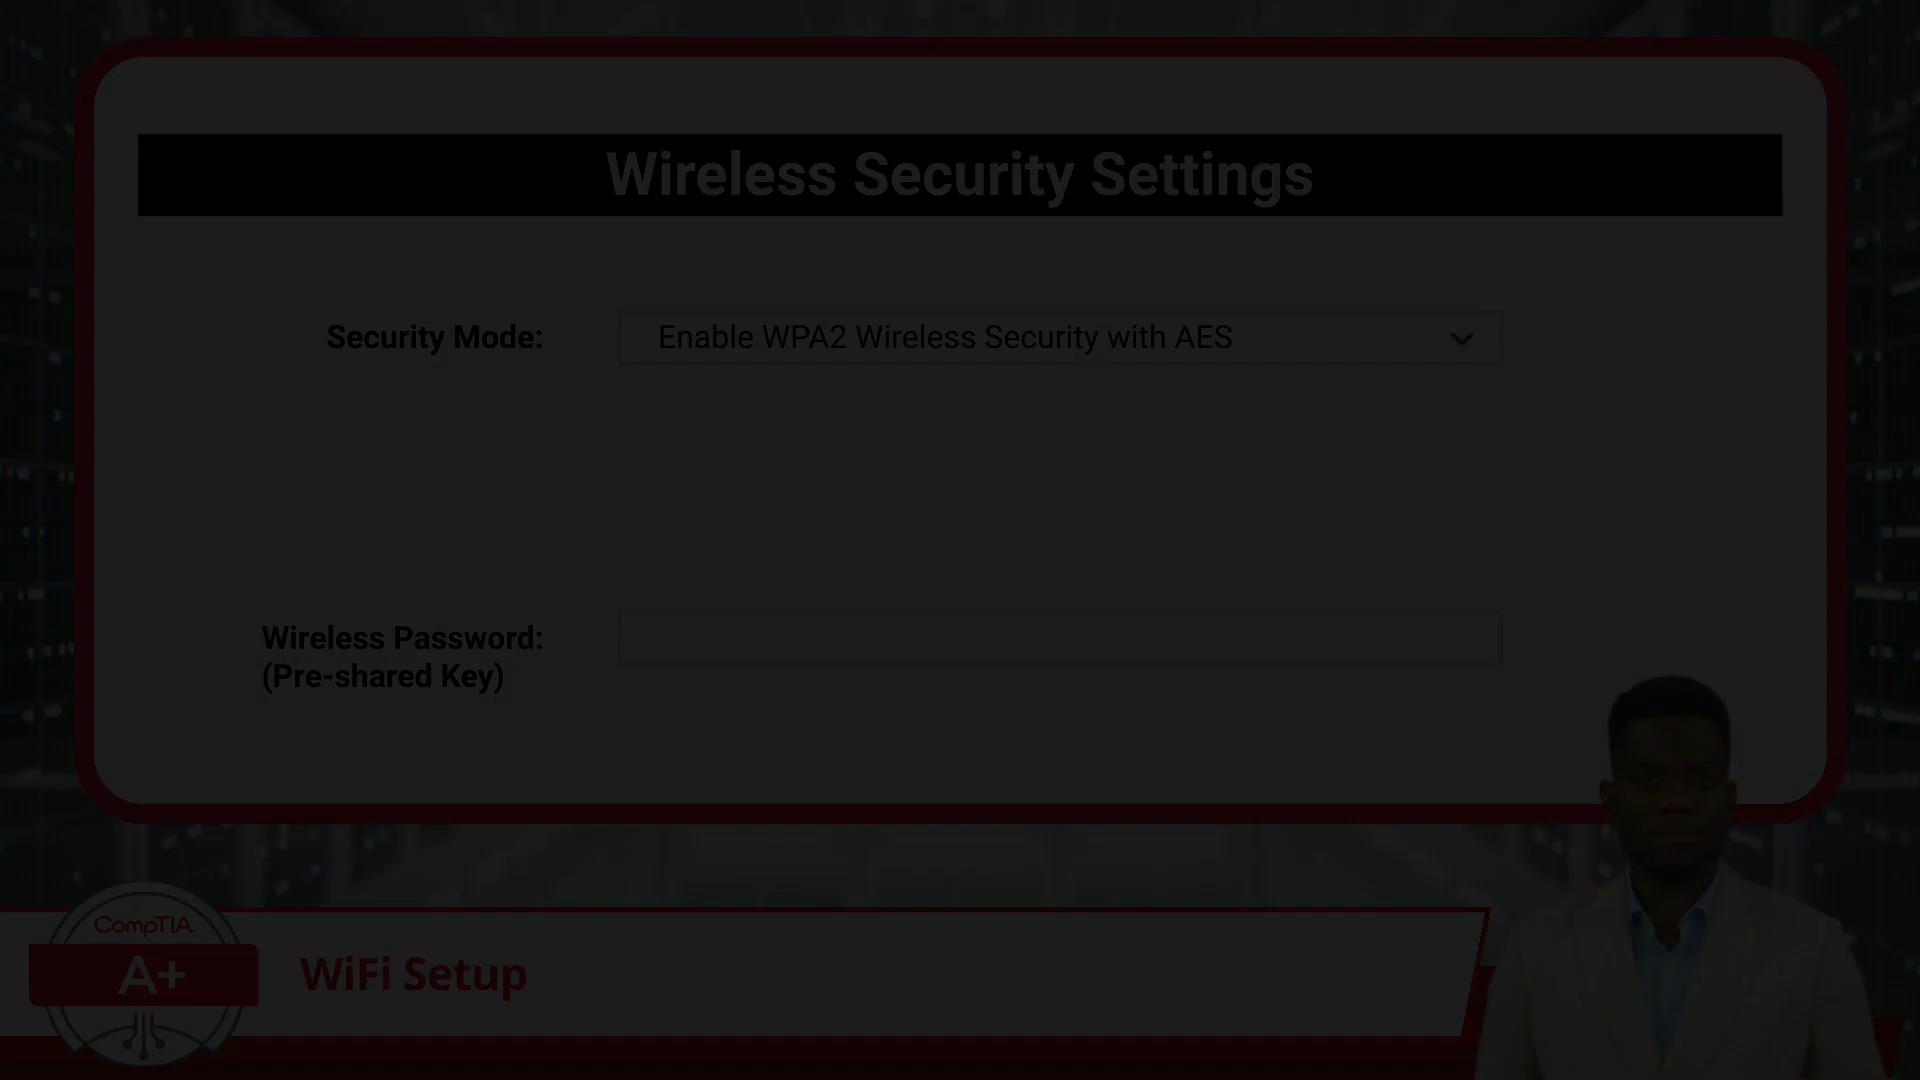 Wireless Security Settings
Security Mode: Enable WPA2 Wireless Security with AES
Wireless Password:
(Pre-shared Key)
CompTIA
A+
WiFi Setup